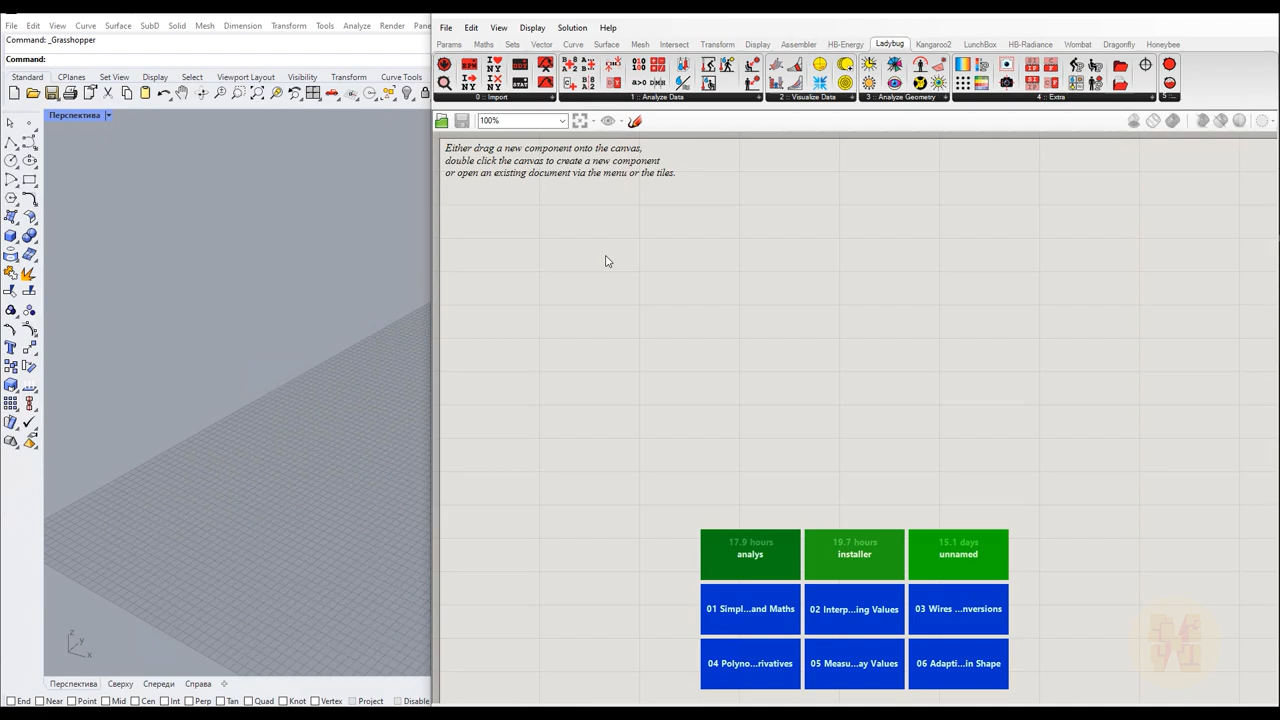 File Edit View Curve Surface SubD Solid Mesh Dimension Transform Tools Analyze Render Pane
Command: _Grasshopper
Command:
Standard CPlanes Set View Display Select Viewport Layout Visibility Transform Curve Tools
Перспектива
Перспектива Сверху Спереди Справа
End Near Point Mid Cen Int Perp Tan Quad Knot Vertex Project Disable
File Edit View Display Solution Help
Params Maths Sets Vector Curve Surface Mesh Intersect Transform Display Assembler HB-Energy Ladybug Kangaroo2 LunchBox HB-Radiance Wombat Dragonfly Honeybee
0 :: Import 1 :: Analyze Data 2 :: Visualize Data 3 :: Analyze Geometry 4 :: Extra 5 ::
100%
Either drag a new component onto the canvas,
double click the canvas to create a new component
or open an existing document via the menu or the tiles.
17.9 hours 19.7 hours 15.1 days
analys installer unnamed
01 Simpl...and Maths 02 Interp...ing Values 03 Wires ...nversions
04 Polyno...rivatives 05 Measu...ay Values 06 Adapti...in Shape
z
y
x